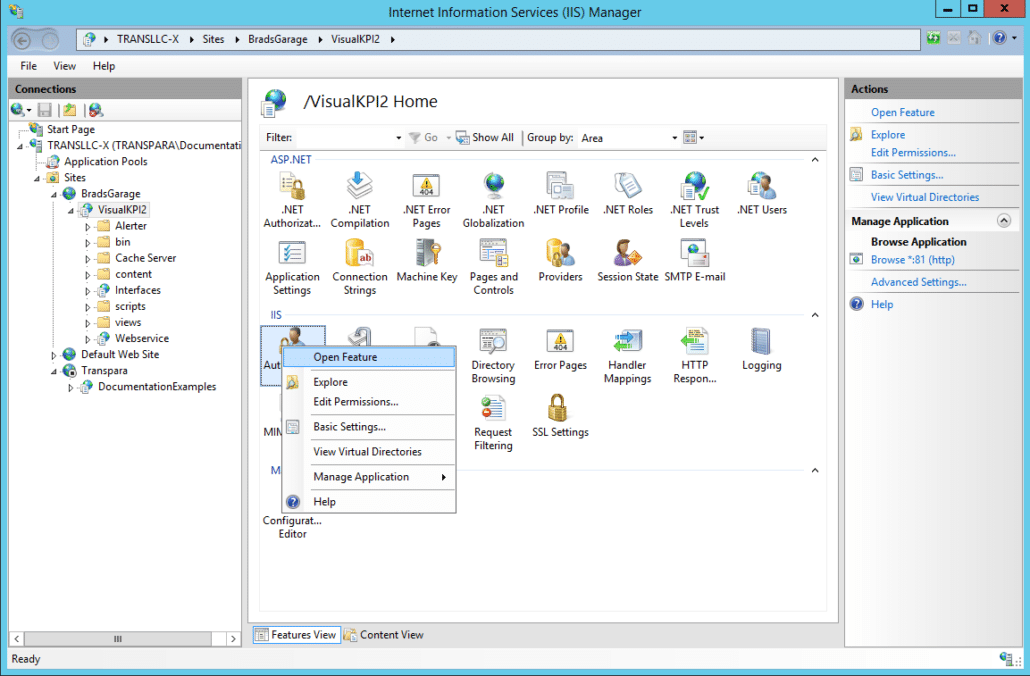 Internet Information Services (IIS) Manager
TRANSLLC-X Sites BradsGarage VisualKPI2
File View Help
Connections
Start Page
TRANSLLC-X (TRANSPARA\Documentati
Application Pools
Sites
BradsGarage
VisualKPI2
Alerter
bin
Cache Server
content
Interfaces
scripts
views
Webservice
Default Web Site
Transpara
DocumentationExamples
/VisualKPI2 Home
Filter: Go Show All Group by: Area
ASP.NET
.NET Authorizat...
.NET Compilation
.NET Error Pages
.NET Globalization
.NET Profile
.NET Roles
.NET Trust Levels
.NET Users
Application Settings
Connection Strings
Machine Key
Pages and Controls
Providers
Session State
SMTP E-mail
IIS
Aut
Directory Browsing
Error Pages
Handler Mappings
HTTP Respon...
Logging
MIM
Request Filtering
SSL Settings
M
Configurat... Editor
Open Feature
Explore
Edit Permissions...
Basic Settings...
View Virtual Directories
Manage Application
Help
Features View Content View
Actions
Open Feature
Explore
Edit Permissions...
Basic Settings...
View Virtual Directories
Manage Application
Browse Application
Browse *:81 (http)
Advanced Settings...
Help
Ready